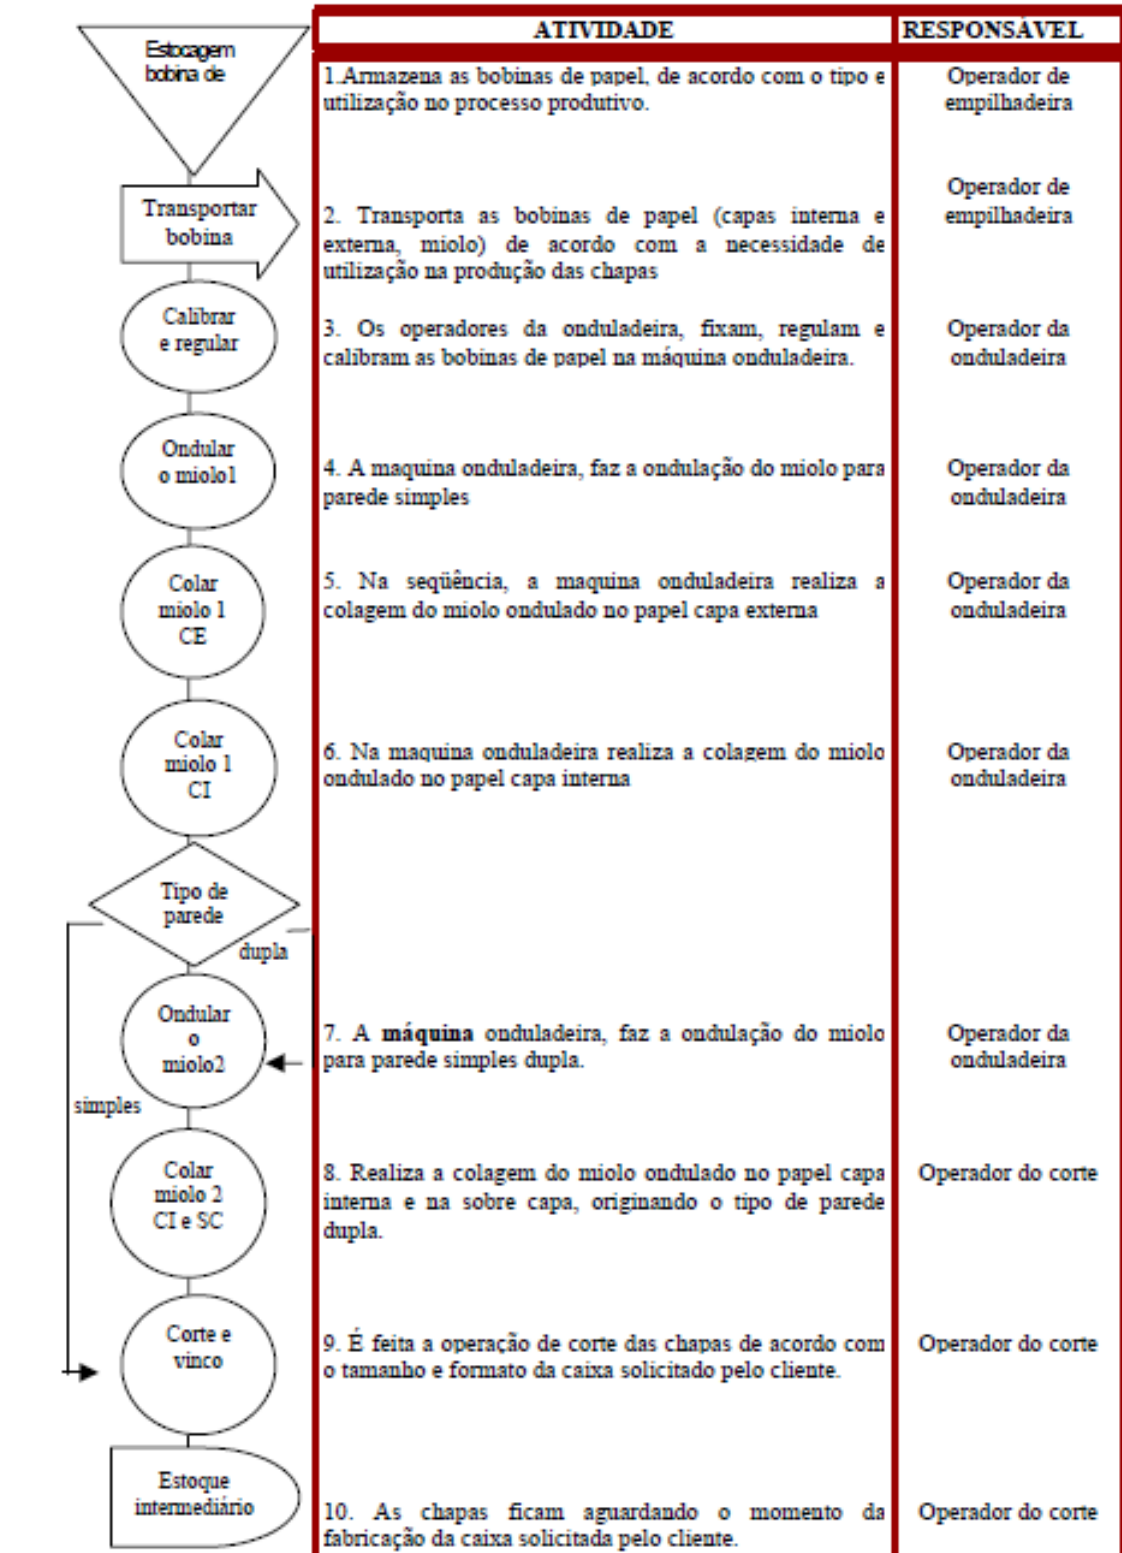 ATIVIDADE
RESPONSÁVEL
Estocagem
bobina de
1.Armazena as bobinas de papel, de acordo com o tipo e
utilização no processo produtivo.
Operador de
empilhadeira
Transportar
bobina
2. Transporta as bobinas de papel (capas interna e
externa, miolo) de acordo com a necessidade de
utilização na produção das chapas
Operador de
empilhadeira
Calibrar
e regular
3. Os operadores da onduladeira, fixam, regulam e
calibram as bobinas de papel na máquina onduladeira.
Operador da
onduladeira
Ondular
o miolo1
4. A maquina onduladeira, faz a ondulação do miolo para
parede simples
Operador da
onduladeira
Colar
miolo 1
CE
5. Na seqüência, a maquina onduladeira realiza a
colagem do miolo ondulado no papel capa externa
Operador da
onduladeira
Colar
miolo 1
CI
6. Na maquina onduladeira realiza a colagem do miolo
ondulado no papel capa interna
Operador da
onduladeira
Tipo de
parede
dupla
Ondular
o
miolo2
7. A máquina onduladeira, faz a ondulação do miolo
para parede simples dupla.
Operador da
onduladeira
simples
Colar
miolo 2
CI e SC
8. Realiza a colagem do miolo ondulado no papel capa
interna e na sobre capa, originando o tipo de parede
dupla.
Operador do corte
Corte e
vinco
9. É feita a operação de corte das chapas de acordo com
o tamanho e formato da caixa solicitado pelo cliente.
Operador do corte
Estoque
intermediário
10. As chapas ficam aguardando o momento da
fabricação da caixa solicitada pelo cliente.
Operador do corte